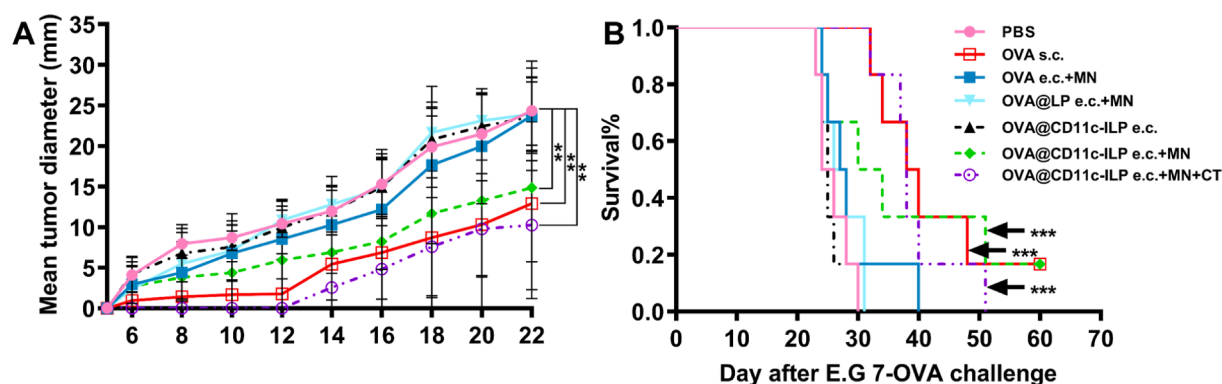 A
Mean tumor diameter (mm)
35
30
25
20
15
10
5
0
6 8 10 12 14 16 18 20 22
**
**
***
B
Survival%
1.0
0.8
0.6
0.4
0.2
0.0
0 10 20 30 40 50 60 70
Day after E.G 7-OVA challenge
PBS
OVA s.c.
OVA e.c.+MN
OVA@LP e.c.+MN
OVA@CD11c-ILP e.c.
OVA@CD11c-ILP e.c.+MN
OVA@CD11c-ILP e.c.+MN+CT
***
***
***